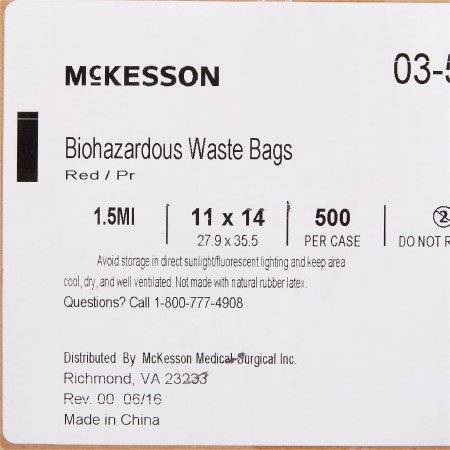 McKESSON
03-5
Biohazardous Waste Bags
Red / Pr
1.5MI | 11 x 14 | 500
27.9 x 35.5 PER CASE DO NOT R
Avoid storage in direct sunlight/fluorescent lighting and keep area
cool, dry, and well ventilated. Not made with natural rubber latex.
Questions? Call 1-800-777-4908
Distributed By McKesson Medical-Surgical Inc.
Richmond, VA 23233
Rev. 00 06/16
Made in China